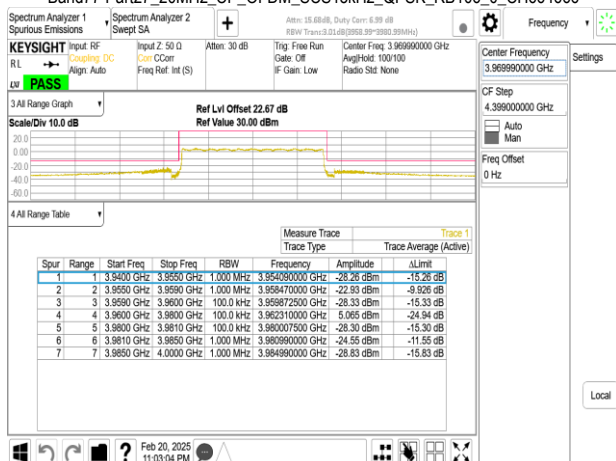 Spectrum Analyzer 1
Spurious Emissions
Spectrum Analyzer 2
Swept SA
+
Attn: 15.68dB, Duty Corr: 6.99 dB
RBW Trans:3.01dB(3958.99~3980.99MHz)
Frequency
KEYSIGHT
RL
PASS
Input: RF
Coupling: DC
Align: Auto
Input Z: 50 Ω
Corr CCorr
Freq Ref: Int (S)
Atten: 30 dB
Trig: Free Run
Gate: Off
IF Gain: Low
Center Freq: 3.969990000 GHz
Avg|Hold: 100/100
Radio Std: None
Center Frequency
3.969990000 GHz
Settings
CF Step
4.399000000 GHz
Auto
Man
Freq Offset
0 Hz
3 All Range Graph
Scale/Div 10.0 dB
Ref Lvl Offset 22.67 dB
Ref Value 30.00 dBm
20.0
0.00
-20.0
-40.0
-60.0
4 All Range Table
Measure Trace Trace 1
Trace Type Trace Average (Active)
Spur Range Start Freq Stop Freq RBW Frequency Amplitude ΔLimit
1 1 3.9400 GHz 3.9550 GHz 1.000 MHz 3.954090000 GHz -28.26 dBm -15.26 dB
2 2 3.9550 GHz 3.9590 GHz 1.000 MHz 3.958470000 GHz -22.93 dBm -9.926 dB
3 3 3.9590 GHz 3.9600 GHz 100.0 kHz 3.959872500 GHz -28.33 dBm -15.33 dB
4 4 3.9600 GHz 3.9800 GHz 100.0 kHz 3.962310000 GHz 5.065 dBm -24.94 dB
5 5 3.9800 GHz 3.9810 GHz 100.0 kHz 3.980007500 GHz -28.30 dBm -15.30 dB
6 6 3.9810 GHz 3.9850 GHz 1.000 MHz 3.980990000 GHz -24.55 dBm -11.55 dB
7 7 3.9850 GHz 4.0000 GHz 1.000 MHz 3.984990000 GHz -28.83 dBm -15.83 dB
Local
?
Feb 20, 2025
11:03:04 PM